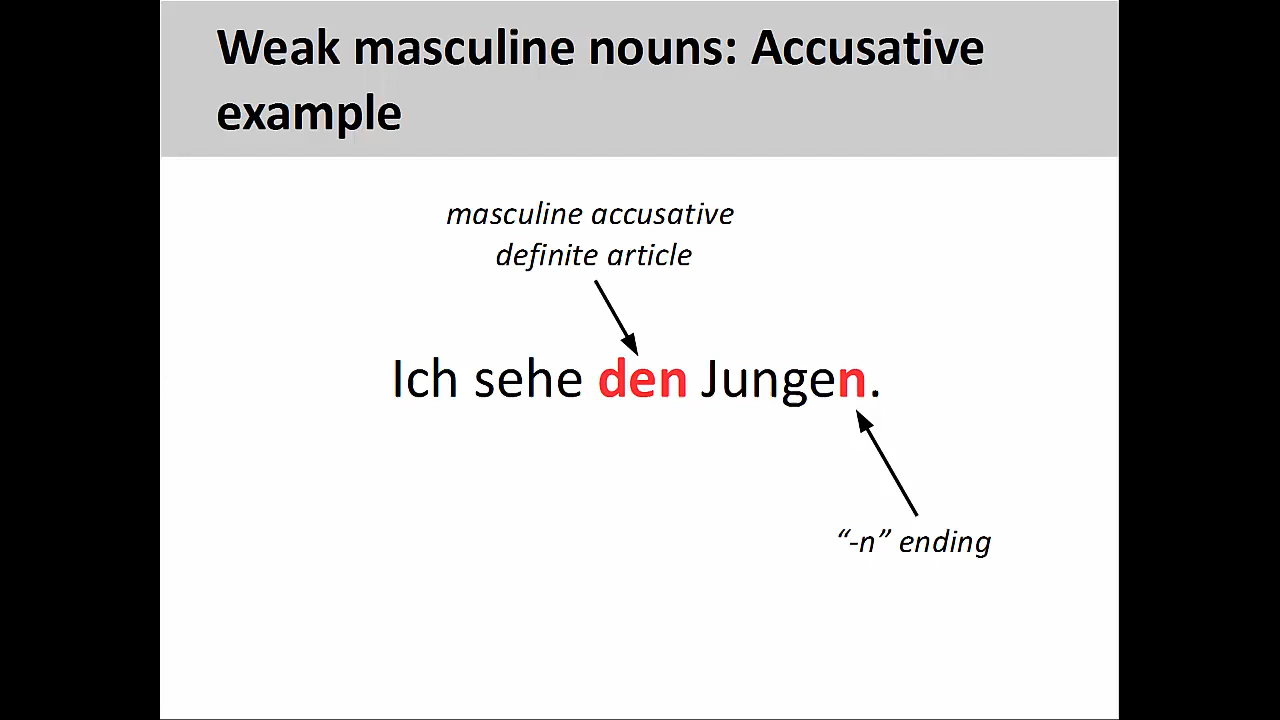 Weak masculine nouns: Accusative
example
masculine accusative
definite article
Ich sehe den Jungen.
“-n” ending